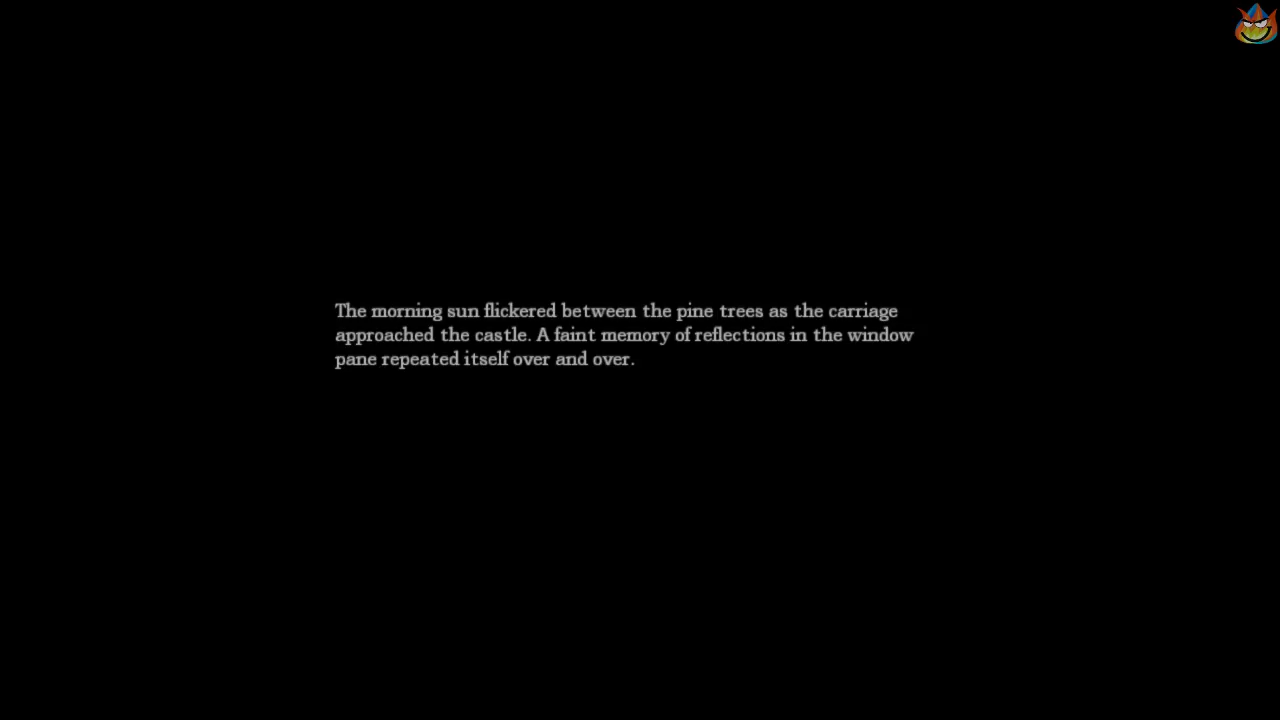 The morning sun flickered between the pine trees as the carriage
approached the castle. A faint memory of reflections in the window
pane repeated itself over and over.